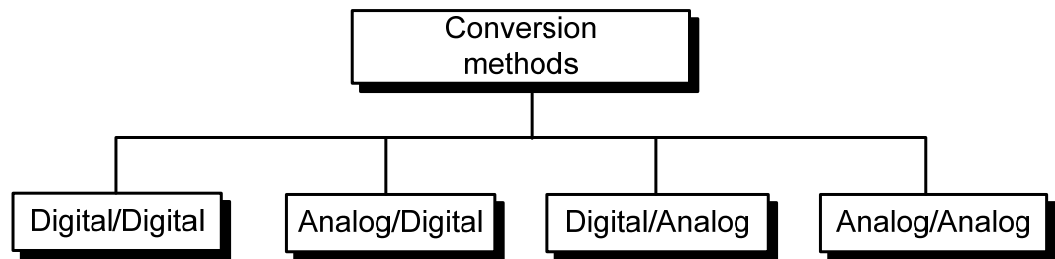 Conversion
methods
Digital/Digital
Analog/Digital
Digital/Analog
Analog/Analog